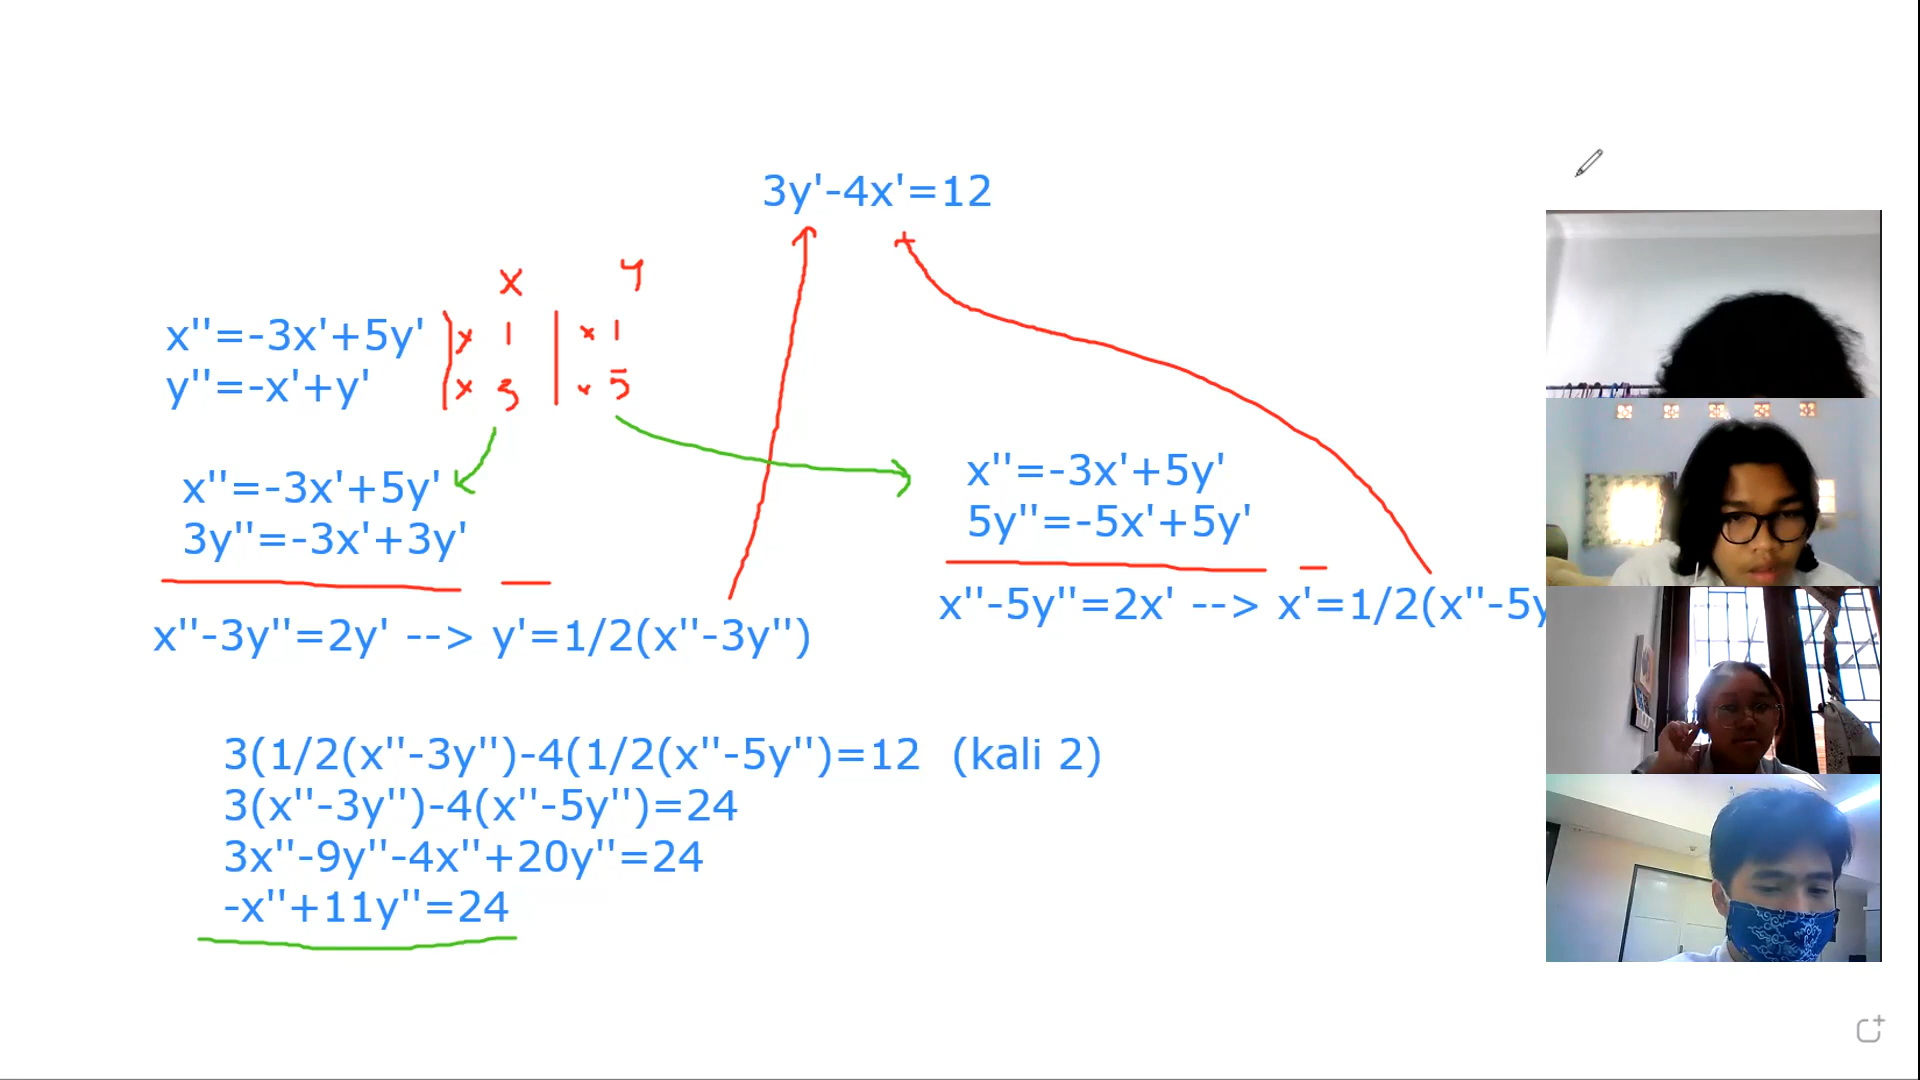 3y'-4x'=12
x y
x''=-3x'+5y' | x 1 | x 1
y''=-x'+y' | x 3 | x 5
x''=-3x'+5y'
3y''=-3x'+3y'
x''-3y''=2y' --> y'=1/2(x''-3y'')
x''=-3x'+5y'
5y''=-5x'+5y'
x''-5y''=2x' --> x'=1/2(x''-5y
3(1/2(x''-3y'')-4(1/2(x''-5y'')=12 (kali 2)
3(x''-3y'')-4(x''-5y'')=24
3x''-9y''-4x''+20y''=24
-x''+11y''=24